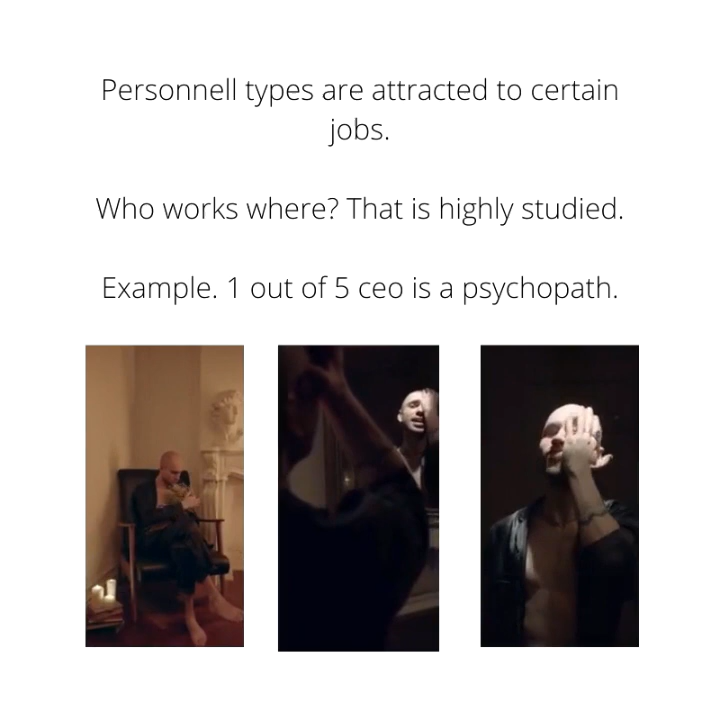 Personnell types are attracted to certain
jobs.
Who works where? That is highly studied.
Example. 1 out of 5 ceo is a psychopath.